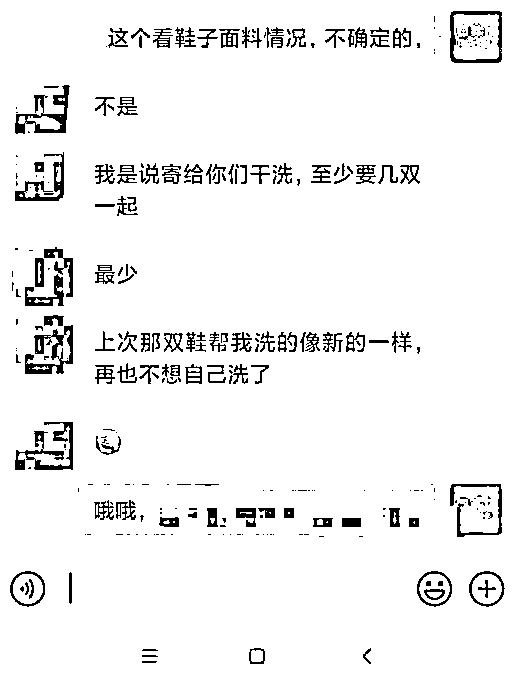 这个看鞋子面料情况，不确定的，
不是
我是说寄给你们干洗，至少要几双
一起
最少
上次那双鞋帮我洗的像新的一样，
再也不想自己洗了
哦哦，